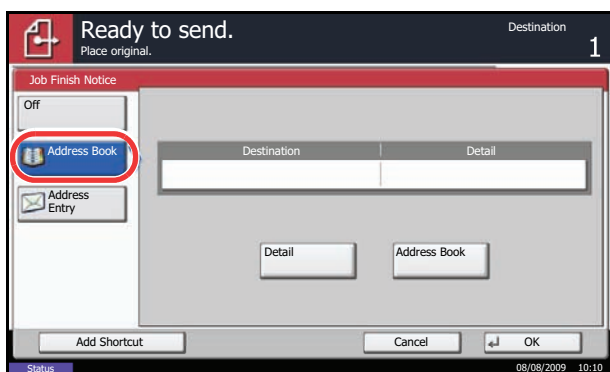 Ready to send.
Destination
Place original.
1
Job Finish Notice
Off
Address Book
Destination
Detail
Address
Entry
Detail
Address Book
Add Shortcut
Cancel
OK
Status
08/08/2009 10:10